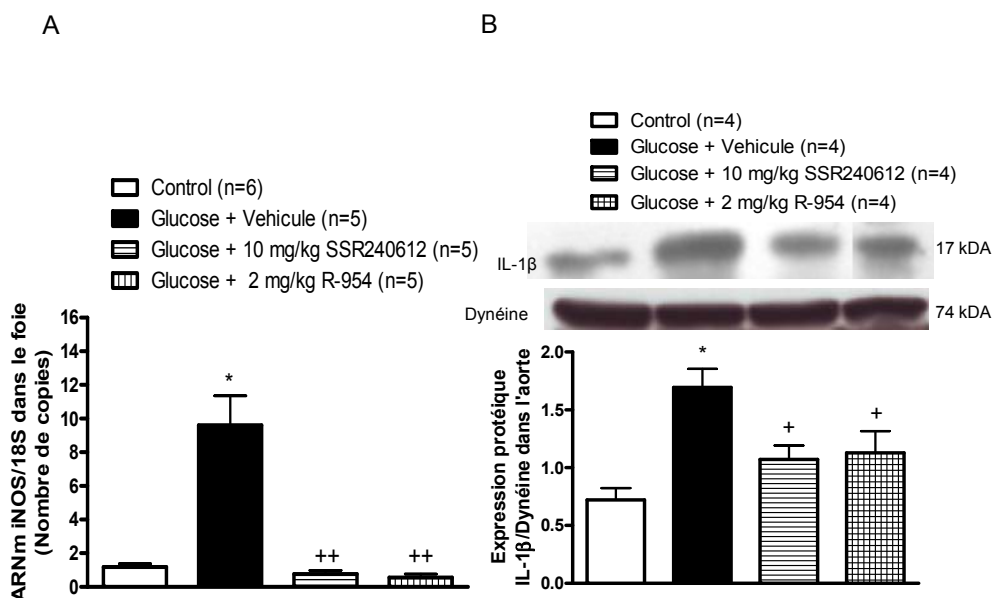 A
B
Control (n=6)
Glucose + Vehicule (n=5)
Glucose + 10 mg/kg SSR240612 (n=5)
Glucose + 2 mg/kg R-954 (n=5)
ARNm iNOS/18S dans le foie
(Nombre de copies)
16
14
12
10
8
6
4
2
0
*
++
++
Control (n=4)
Glucose + Vehicule (n=4)
Glucose + 10 mg/kg SSR240612 (n=4)
Glucose + 2 mg/kg R-954 (n=4)
IL-1β
17 kDA
Dynéine
74 kDA
Expression protéique
IL-1β/Dynéine dans l'aorte
2.0
1.5
1.0
0.5
0.0
*
+
+